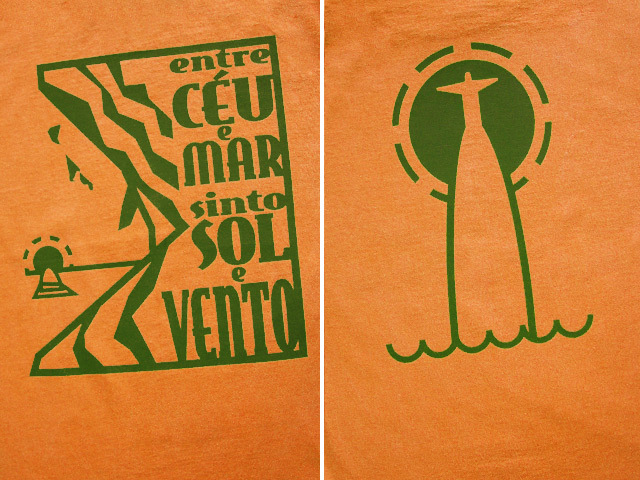 entre
CÉU
e
MAR
sinto
SOL
e
VENTO